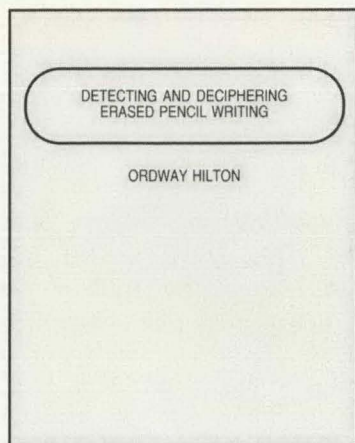 DETECTING AND DECIPHERING
ERASED PENCIL WRITING
ORDWAY HILTON